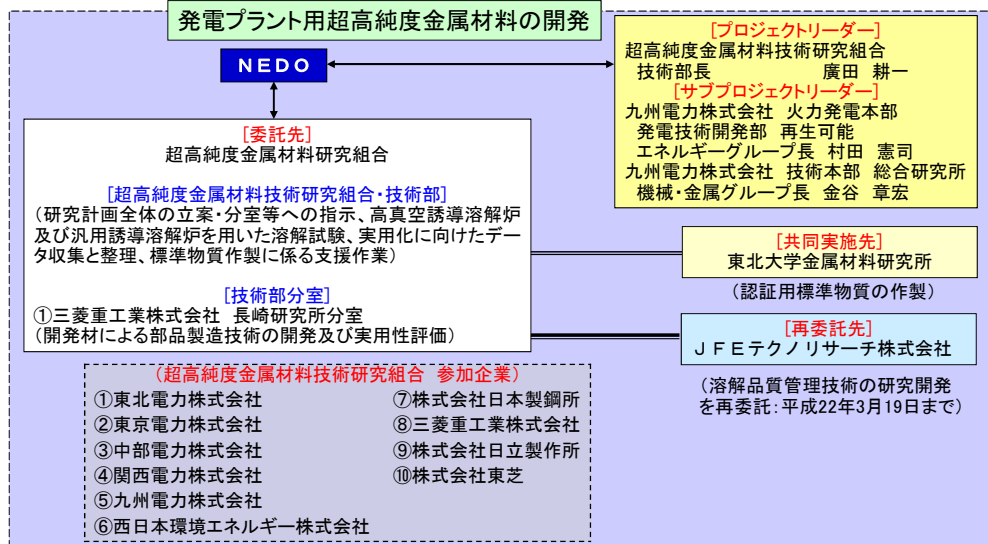 発電プラント用超高純度金属材料の開発
NEDO
[プロジェクトリーダー]
超高純度金属材料技術研究組合
技術部長 廣田 耕一
[サブプロジェクトリーダー]
九州電力株式会社 火力発電本部
発電技術開発部 再生可能
エネルギーグループ長 村田 憲司
九州電力株式会社 技術本部 総合研究所
機械・金属グループ長 金谷 章宏
[委託先]
超高純度金属材料研究組合
[超高純度金属材料技術研究組合・技術部]
(研究計画全体の立案・分室等への指示、高真空誘導溶解炉
及び汎用誘導溶解炉を用いた溶解試験、実用化に向けたデー
タ収集と整理、標準物質作製に係る支援作業)
[技術部分室]
①三菱重工業株式会社 長崎研究所分室
(開発材による部品製造技術の開発及び実用性評価)
[共同実施先]
東北大学金属材料研究所
(認証用標準物質の作製)
[再委託先]
JFEテクノリサーチ株式会社
(溶解品質管理技術の研究開発
を再委託:平成22年3月19日まで)
(超高純度金属材料技術研究組合 参加企業)
①東北電力株式会社
②東京電力株式会社
③中部電力株式会社
④関西電力株式会社
⑤九州電力株式会社
⑥西日本環境エネルギー株式会社
⑦株式会社日本製鋼所
⑧三菱重工業株式会社
⑨株式会社日立製作所
⑩株式会社東芝